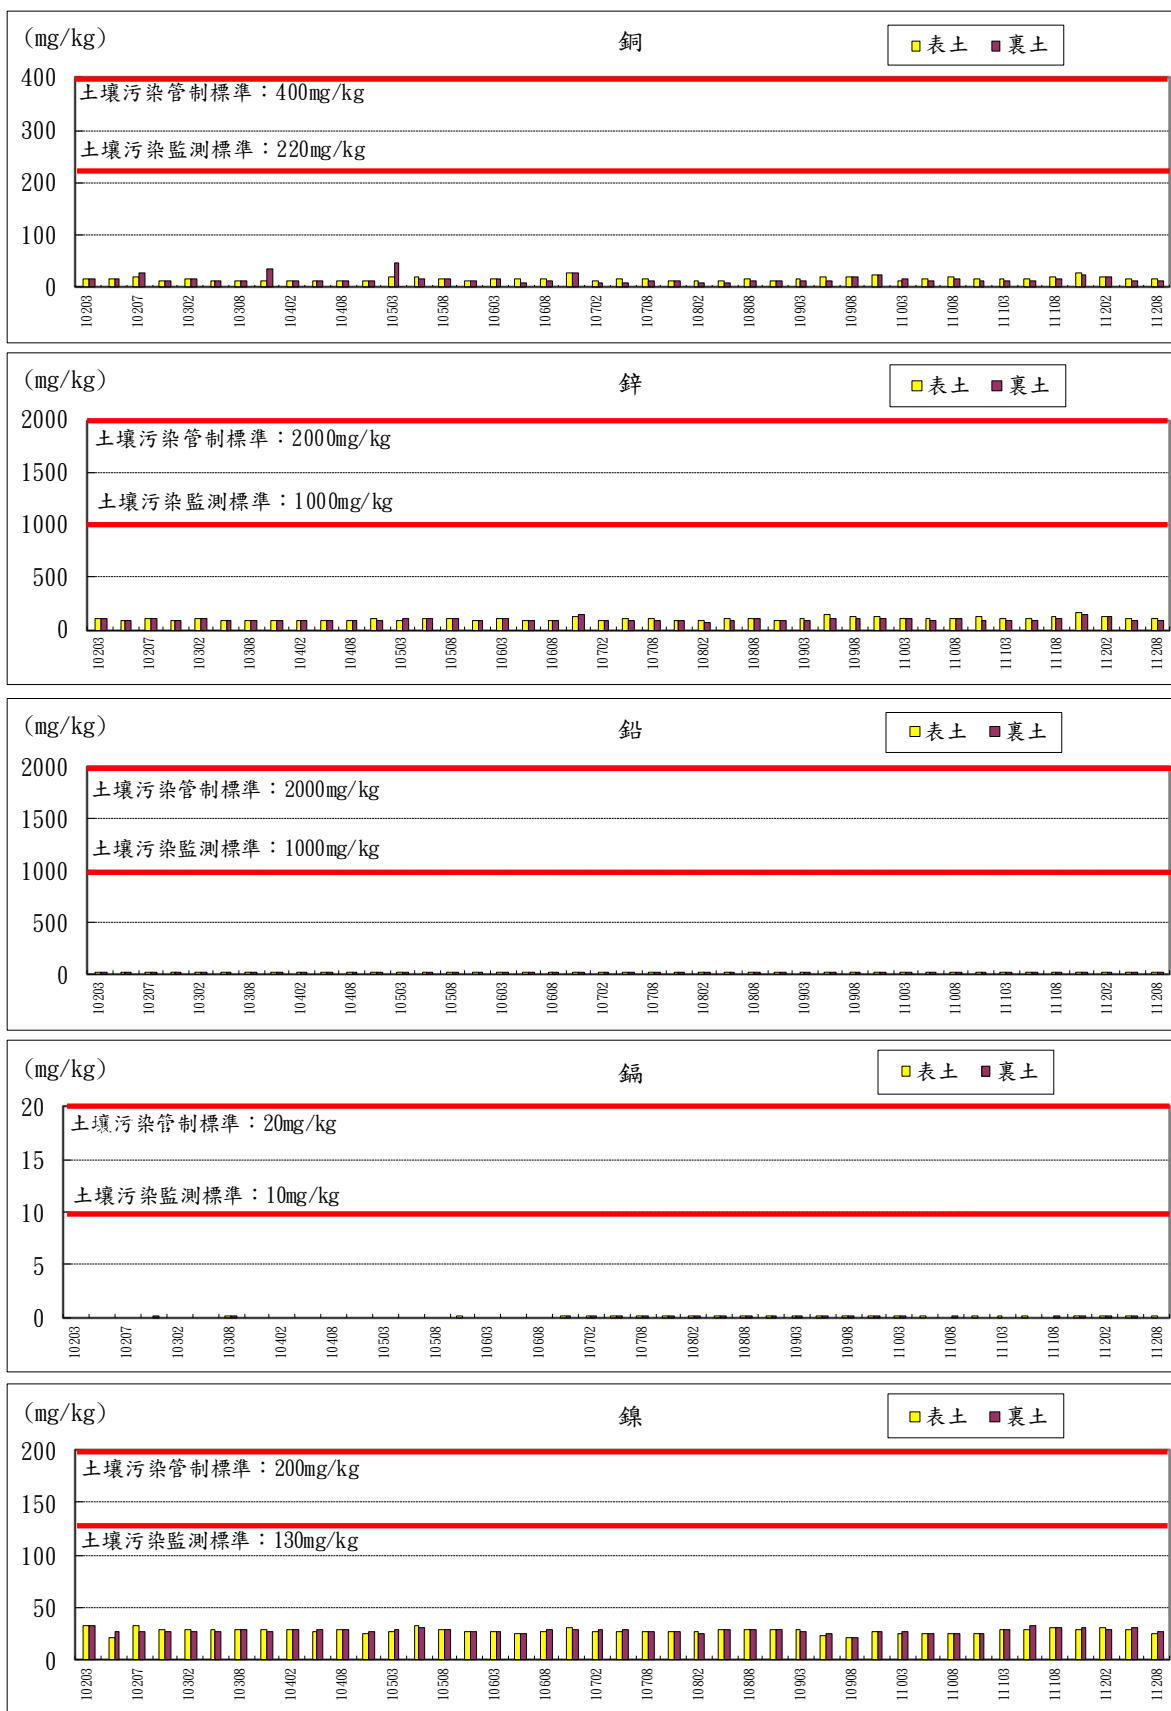 (mg/kg)
銅
表土 裏土
400
土壤污染管制標準：400mg/kg
300
土壤污染監測標準：220mg/kg
200
100
0
10203 10207 10302 10308 10402 10408 10503 10508 10603 10608 10702 10708 10802 10808 10903 10908 11003 11008 11103 11108 11202 11208
(mg/kg)
鋅
表土 裏土
2000
土壤污染管制標準：2000mg/kg
1500
土壤污染監測標準：1000mg/kg
1000
500
0
10203 10207 10302 10308 10402 10408 10503 10508 10603 10608 10702 10708 10802 10808 10903 10908 11003 11008 11103 11108 11202 11208
(mg/kg)
鉛
表土 裏土
2000
土壤污染管制標準：2000mg/kg
1500
土壤污染監測標準：1000mg/kg
1000
500
0
10203 10207 10302 10308 10402 10408 10503 10508 10603 10608 10702 10708 10802 10808 10903 10908 11003 11008 11103 11108 11202 11208
(mg/kg)
鎘
表土 裏土
20
土壤污染管制標準：20mg/kg
15
土壤污染監測標準：10mg/kg
10
5
0
10203 10207 10302 10308 10402 10408 10503 10508 10603 10608 10702 10708 10802 10808 10903 10908 11003 11008 11103 11108 11202 11208
(mg/kg)
鎳
表土 裏土
200
土壤污染管制標準：200mg/kg
150
土壤污染監測標準：130mg/kg
100
50
0
10203 10207 10302 10308 10402 10408 10503 10508 10603 10608 10702 10708 10802 10808 10903 10908 11003 11008 11103 11108 11202 11208